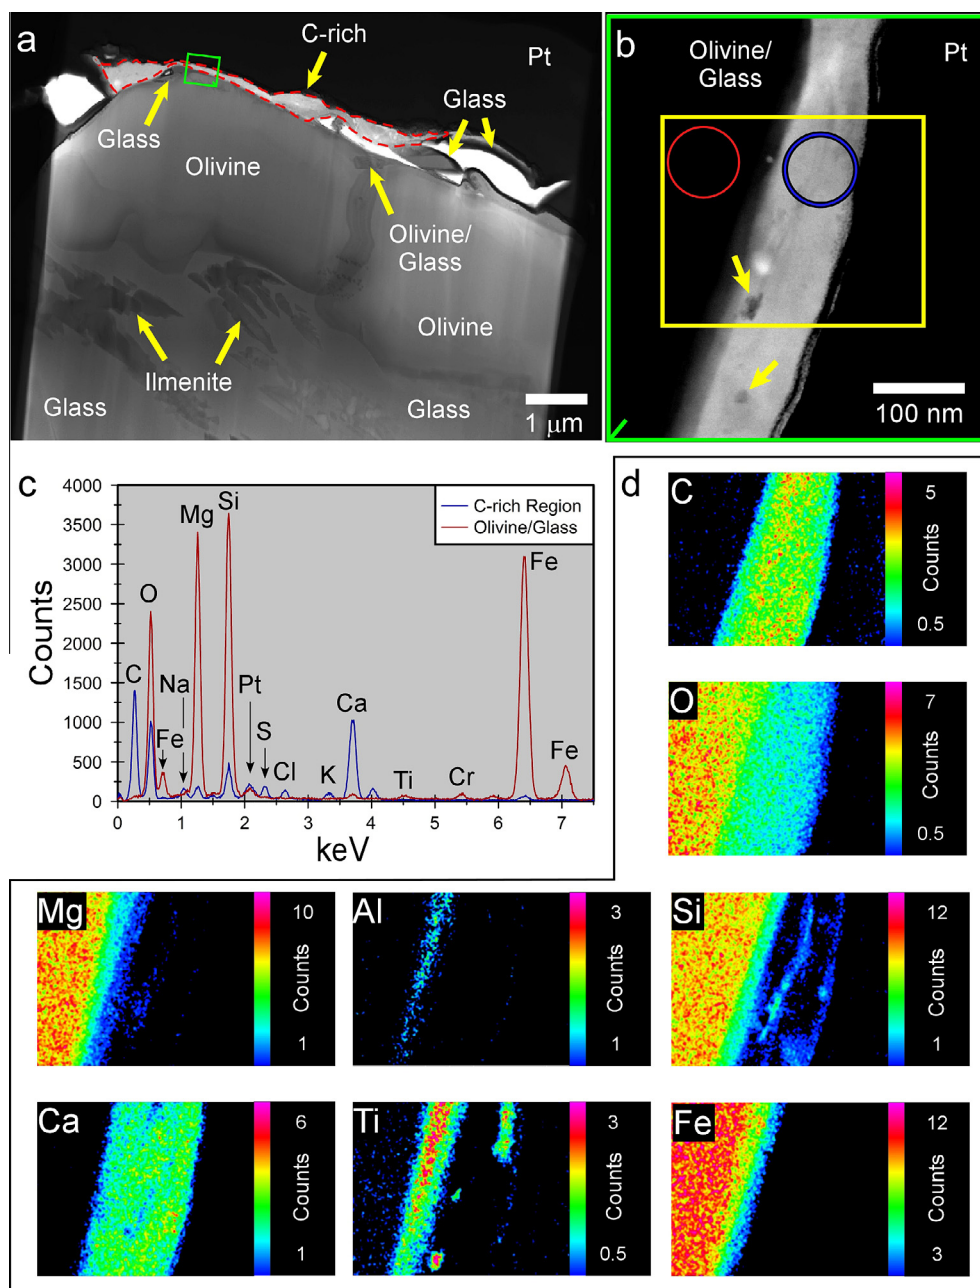 a
C-rich
Pt
Glass
Glass
Olivine
Olivine/
Glass
Olivine
Ilmenite
Glass
Glass
1 μm
b
Olivine/
Glass
Pt
100 nm
c
4000
3500
3000
2500
2000
1500
1000
500
0
Counts
0
1
2
3
4
5
6
7
keV
C-rich Region
Olivine/Glass
C
O
Fe
Na
Mg
Si
Pt
S
Cl
K
Ca
Ti
Cr
Fe
Fe
d
C
5
Counts
0.5
O
7
Counts
0.5
Mg
10
Counts
1
Al
3
Counts
1
Si
12
Counts
1
Ca
6
Counts
1
Ti
3
Counts
0.5
Fe
12
Counts
3